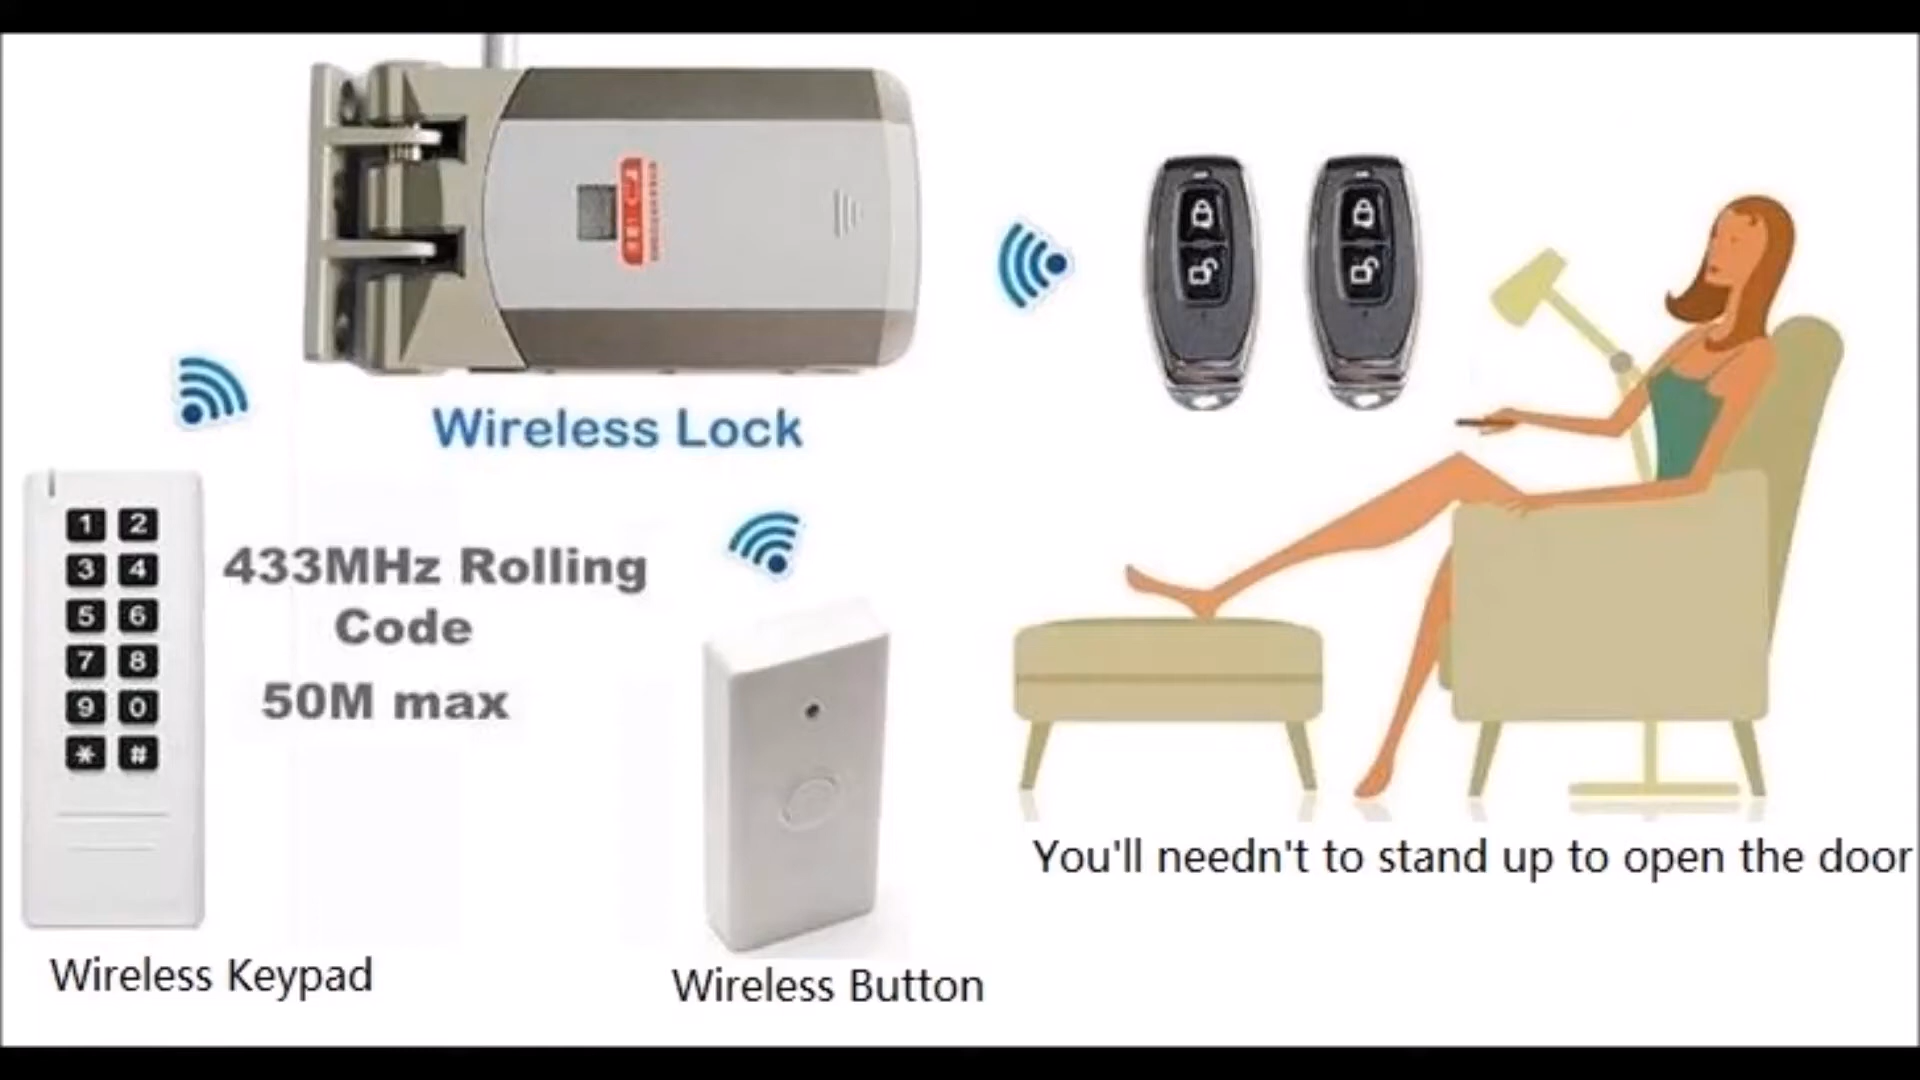 Wireless Lock
1 2
3 4
5 6
7 8
9 0
* #
433MHz Rolling
Code
50M max
Wireless Keypad
Wireless Button
You'll needn't to stand up to open the door